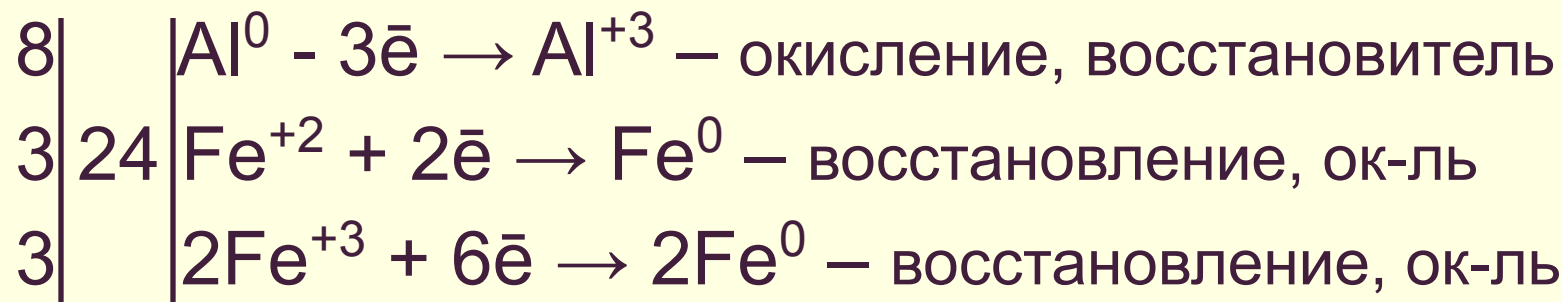 8| |Al⁰ - 3ē → Al⁺³ – окисление, восстановитель
3|24|Fe⁺² + 2ē → Fe⁰ – восстановление, ок-ль
3| |2Fe⁺³ + 6ē → 2Fe⁰ – восстановление, ок-ль